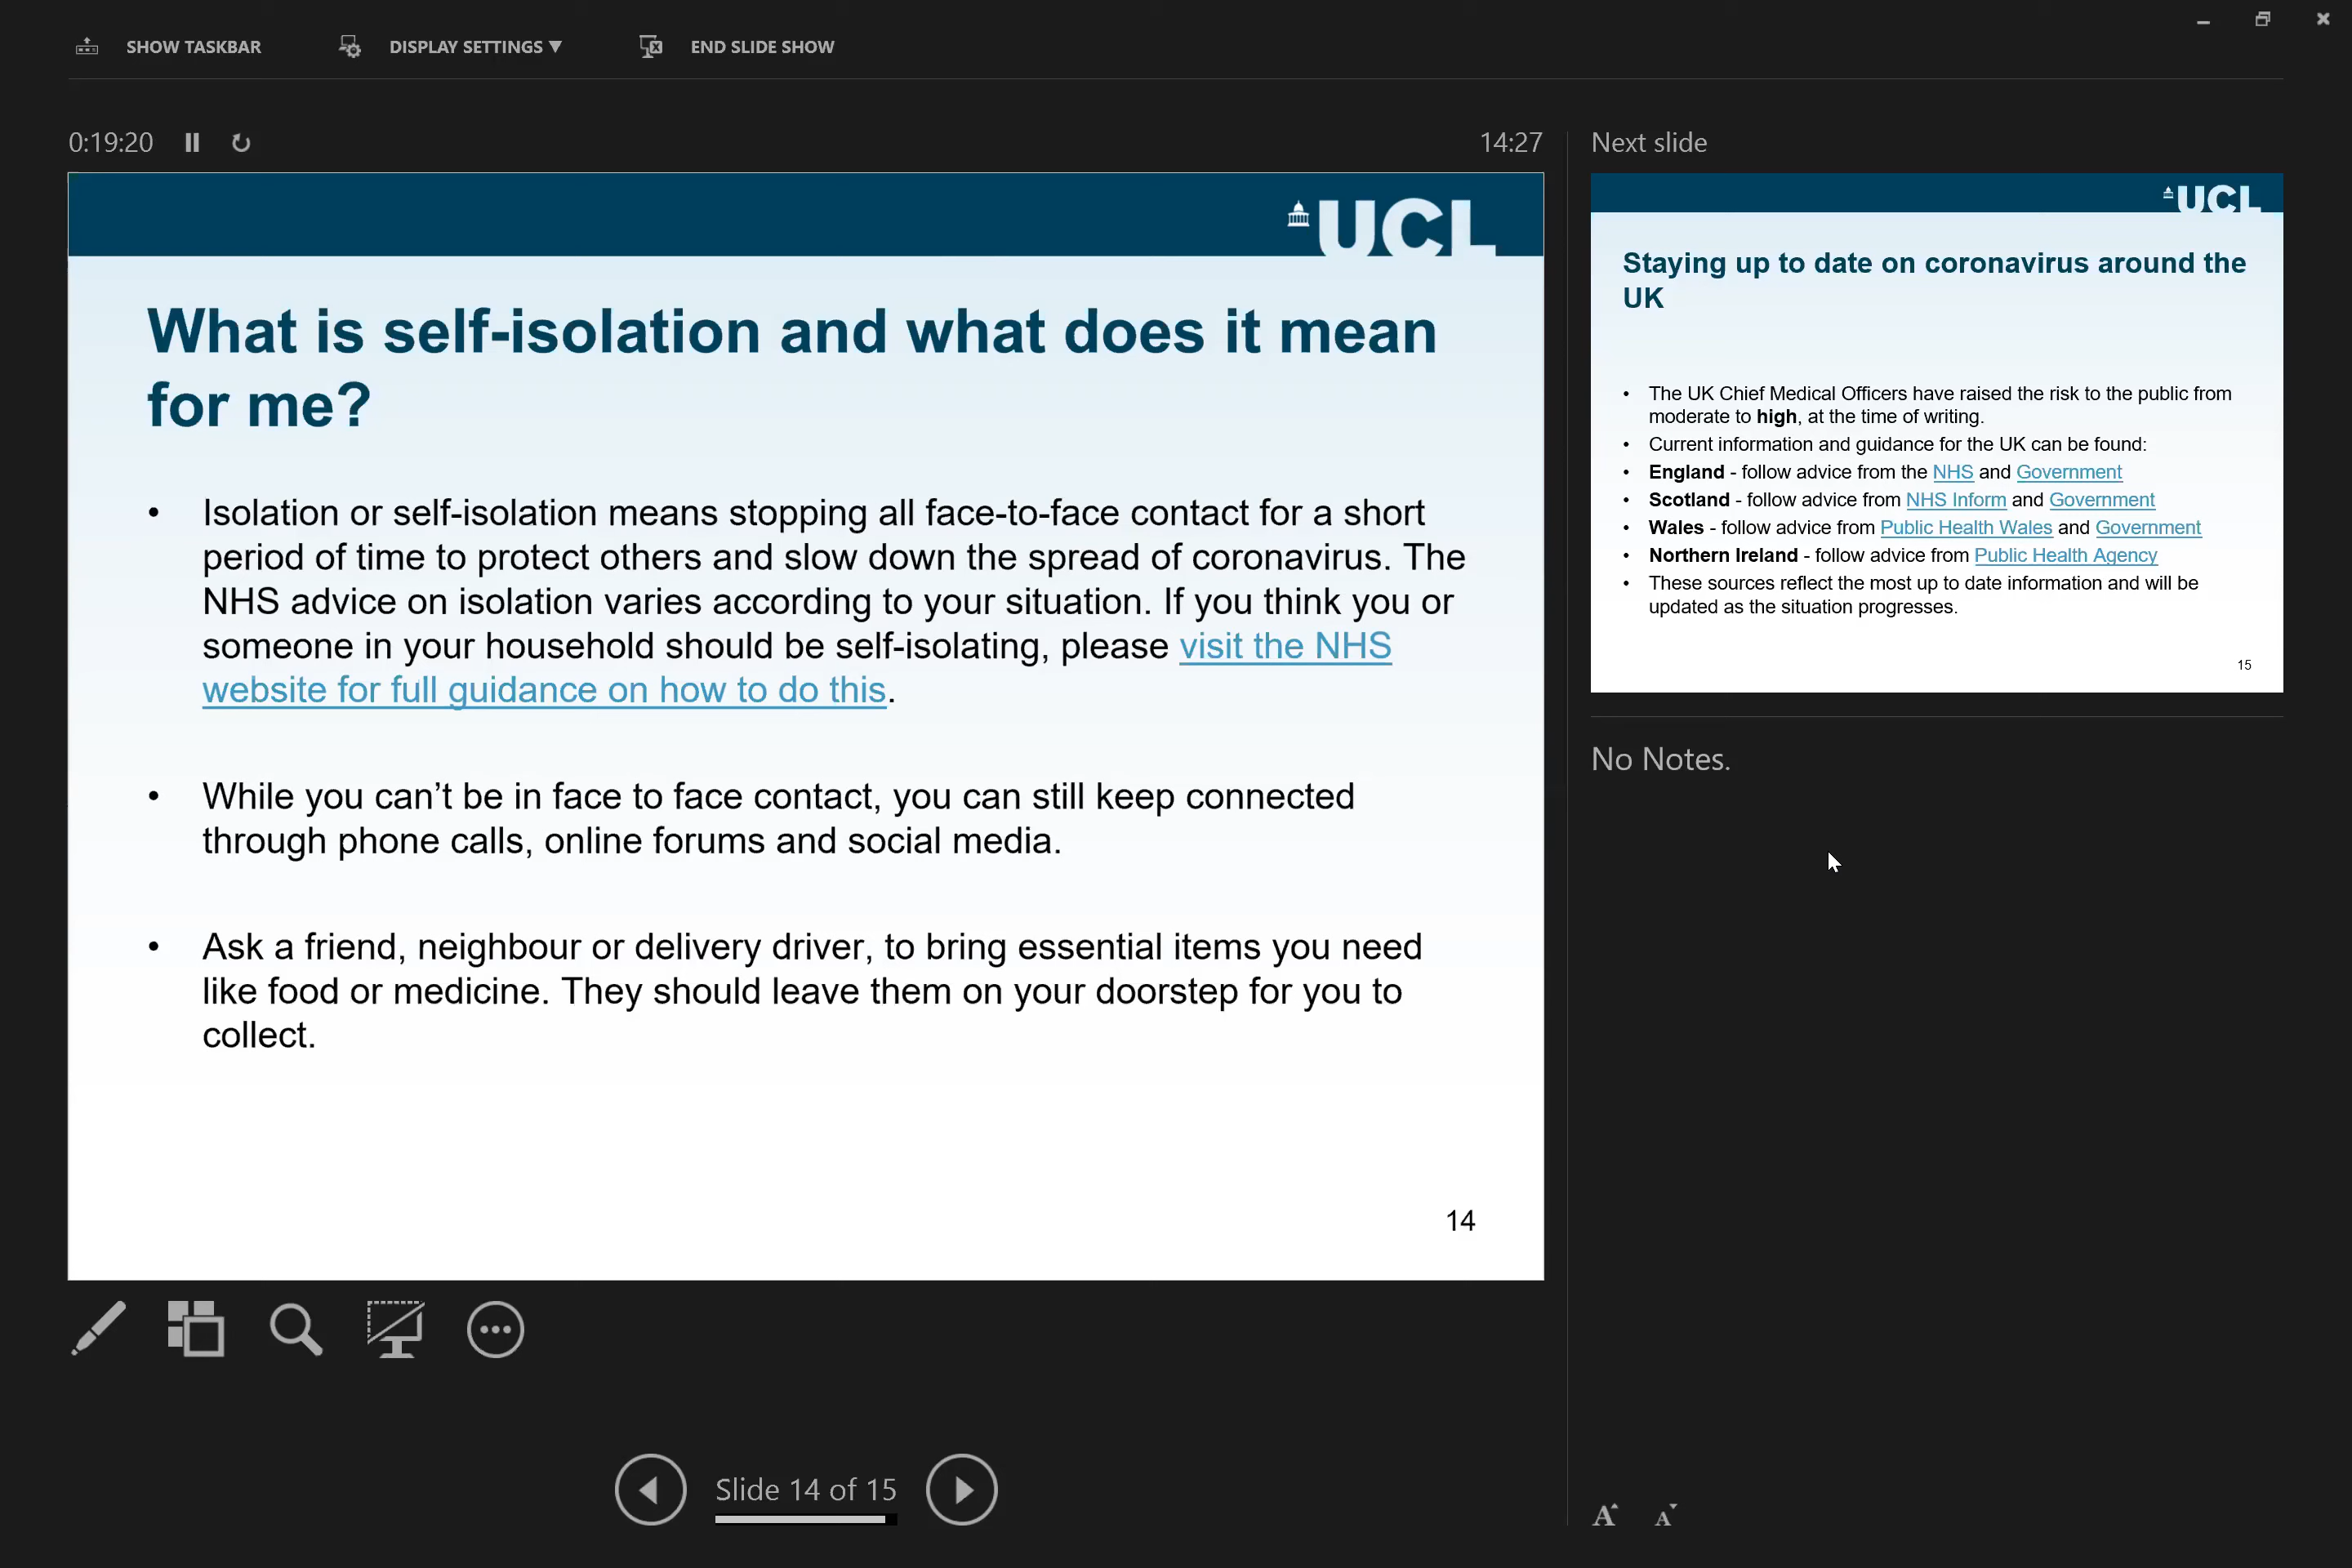 SHOW TASKBAR
DISPLAY SETTINGS ▼
END SLIDE SHOW
0:19:20
14:27
UCL
What is self-isolation and what does it mean
for me?
• Isolation or self-isolation means stopping all face-to-face contact for a short
period of time to protect others and slow down the spread of coronavirus. The
NHS advice on isolation varies according to your situation. If you think you or
someone in your household should be self-isolating, please visit the NHS
website for full guidance on how to do this.
• While you can’t be in face to face contact, you can still keep connected
through phone calls, online forums and social media.
• Ask a friend, neighbour or delivery driver, to bring essential items you need
like food or medicine. They should leave them on your doorstep for you to
collect.
14
Slide 14 of 15
Next slide
UCL
Staying up to date on coronavirus around the
UK
• The UK Chief Medical Officers have raised the risk to the public from
moderate to high, at the time of writing.
• Current information and guidance for the UK can be found:
• England - follow advice from the NHS and Government
• Scotland - follow advice from NHS Inform and Government
• Wales - follow advice from Public Health Wales and Government
• Northern Ireland - follow advice from Public Health Agency
• These sources reflect the most up to date information and will be
updated as the situation progresses.
15
No Notes.
A A